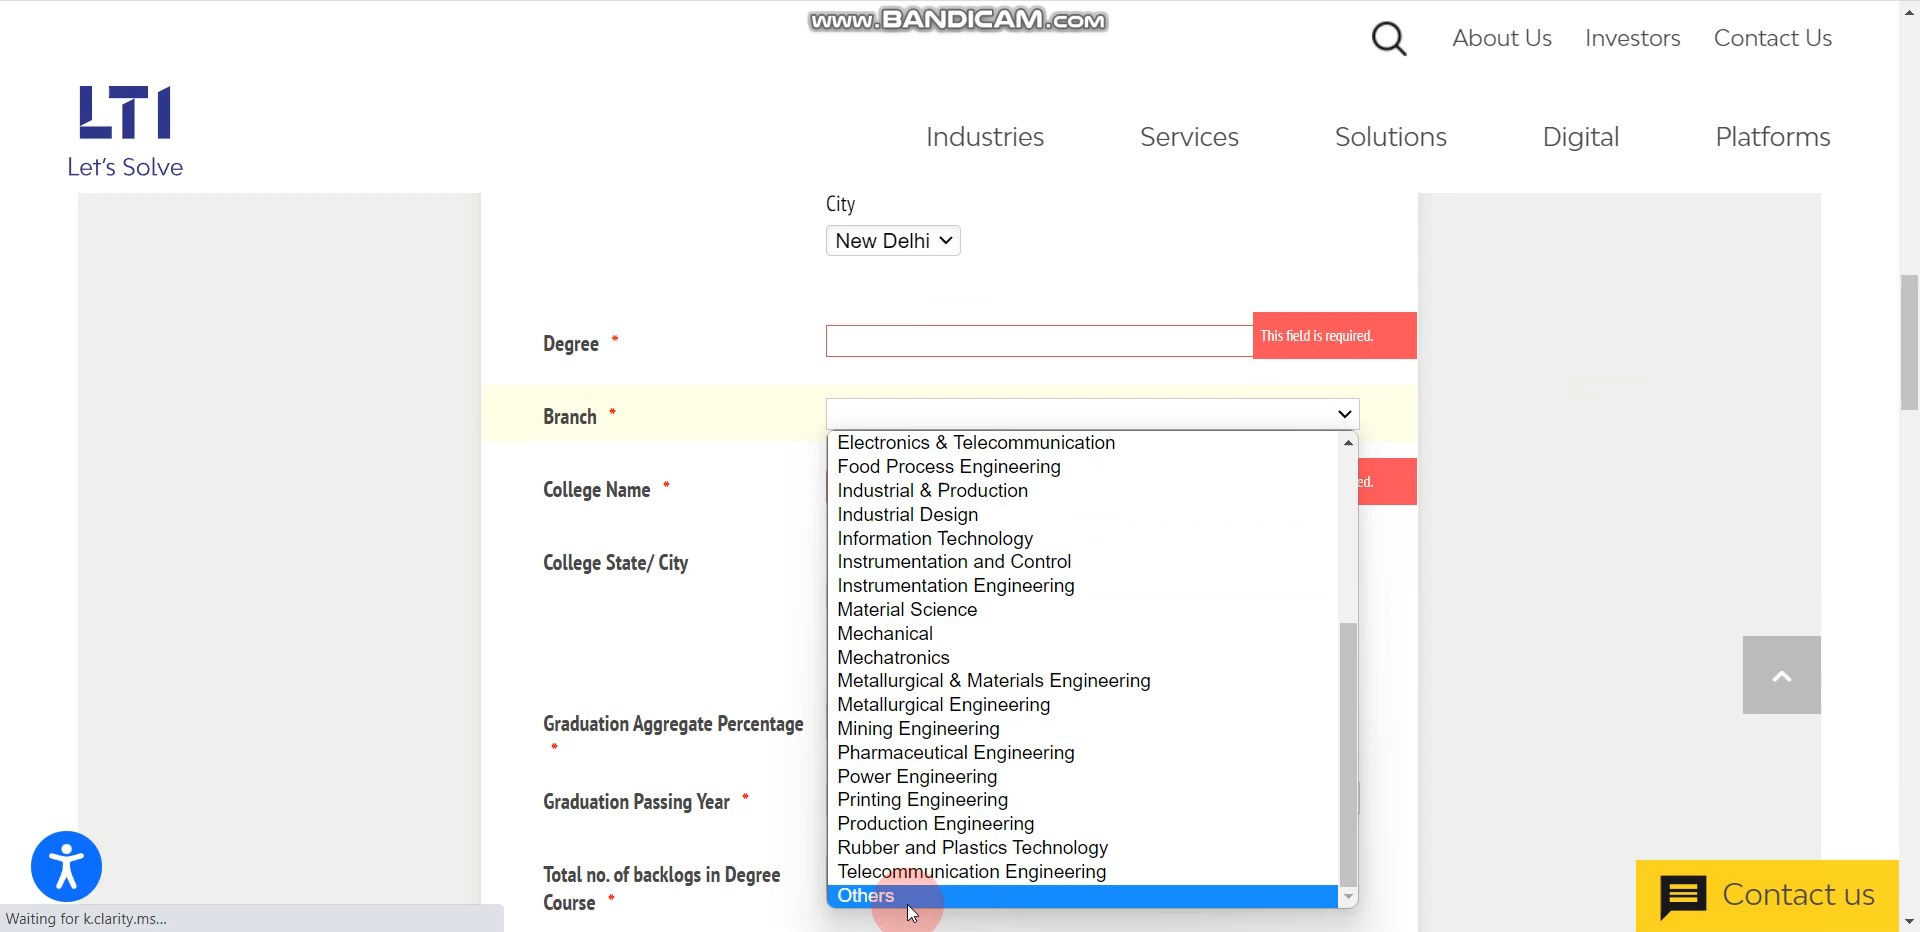 www.BANDICAM.com
About Us
Investors
Contact Us
LTI
Let's Solve
Industries
Services
Solutions
Digital
Platforms
City
New Delhi
Degree *
This field is required.
Branch *
Electronics & Telecommunication
Food Process Engineering
Industrial & Production
Industrial Design
Information Technology
Instrumentation and Control
Instrumentation Engineering
Material Science
Mechanical
Mechatronics
Metallurgical & Materials Engineering
Metallurgical Engineering
Mining Engineering
Pharmaceutical Engineering
Power Engineering
Printing Engineering
Production Engineering
Rubber and Plastics Technology
Telecommunication Engineering
Others
College Name *
ed.
College State/ City
Graduation Aggregate Percentage
*
Graduation Passing Year *
Total no. of backlogs in Degree
Course *
Contact us
Waiting for k.clarity.ms...